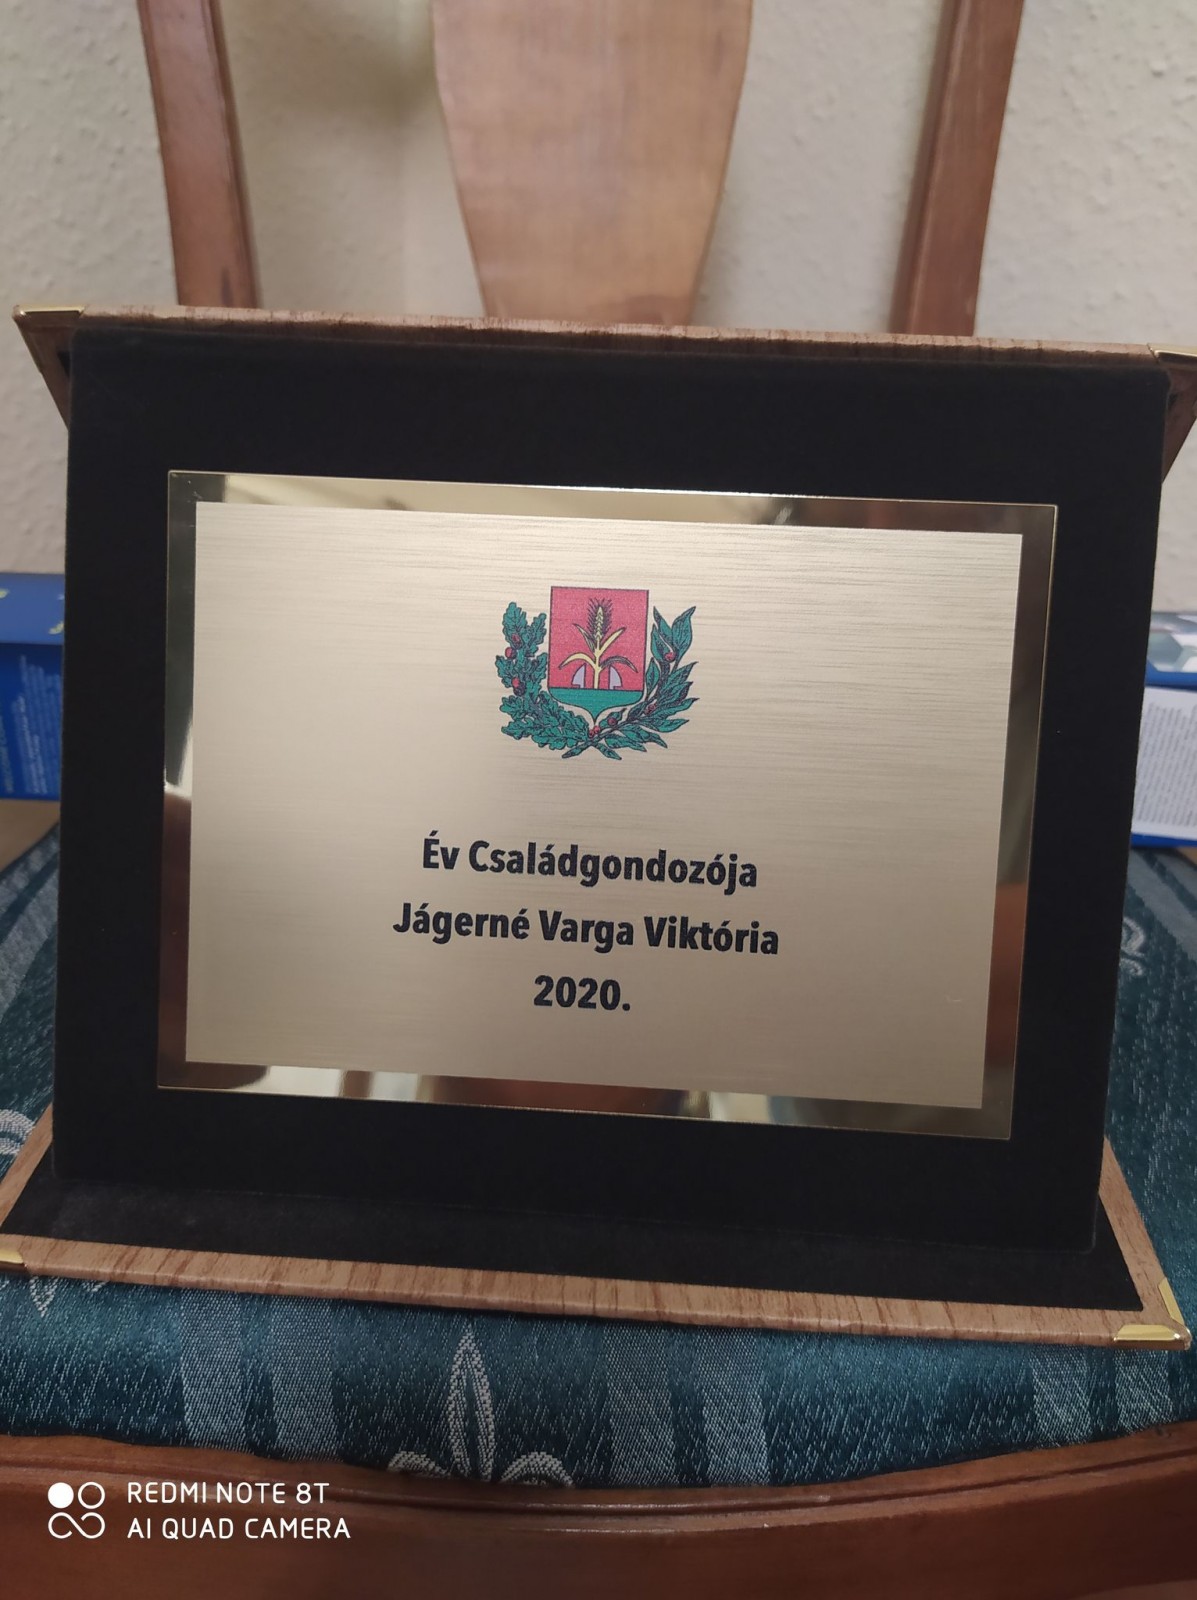 Év Családgondozója
Jágerné Varga Viktória
2020.
REDMI NOTE 8T
AI QUAD CAMERA